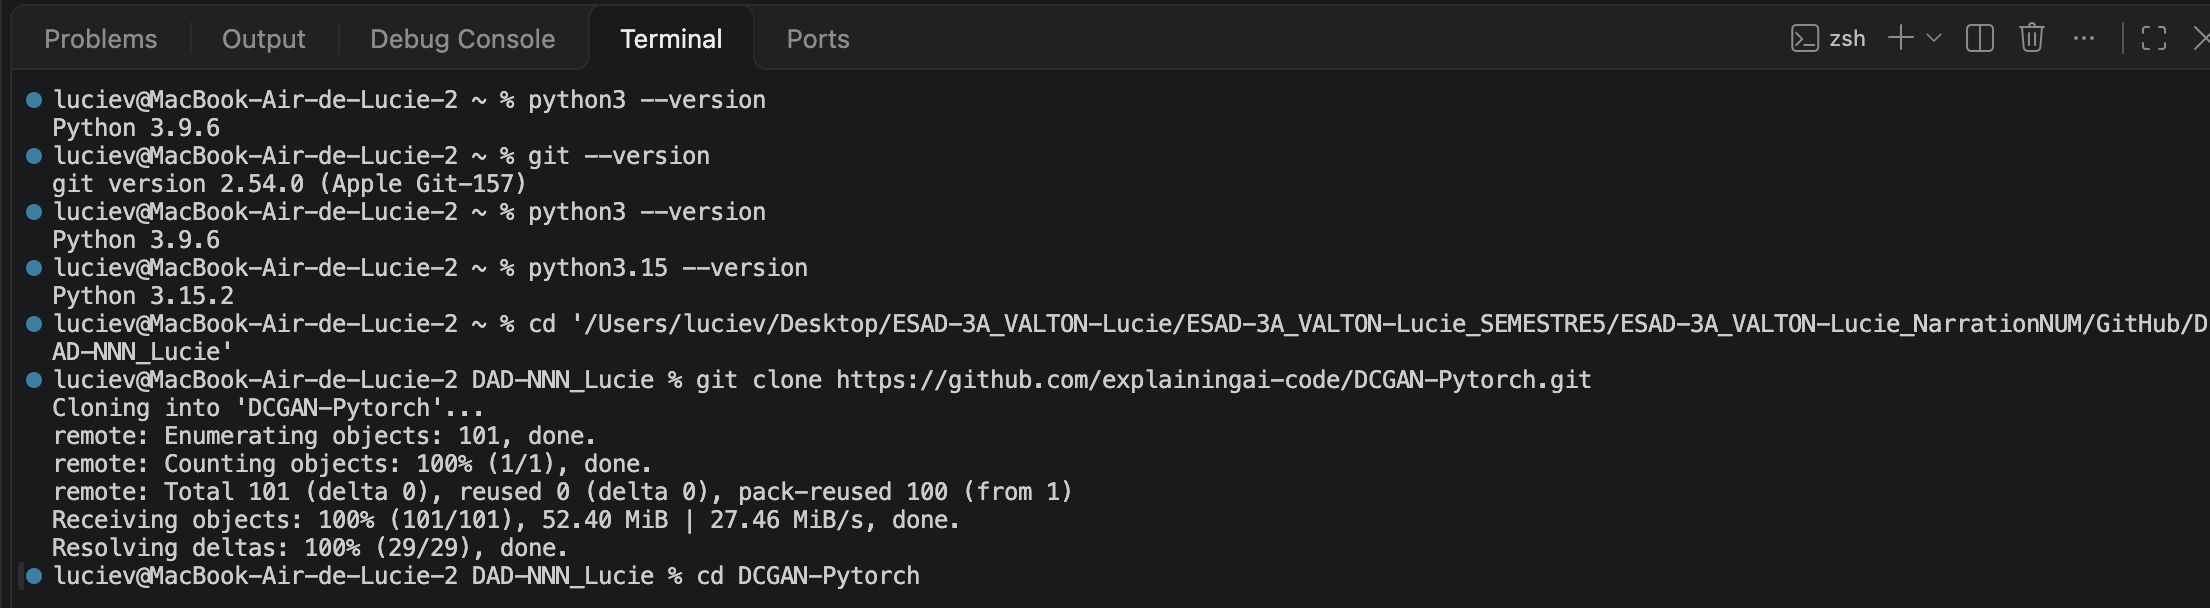 Problems Output Debug Console Terminal Ports zsh
luciev@MacBook-Air-de-Lucie-2 ~ % python3 --version
Python 3.9.6
luciev@MacBook-Air-de-Lucie-2 ~ % git --version
git version 2.54.0 (Apple Git-157)
luciev@MacBook-Air-de-Lucie-2 ~ % python3 --version
Python 3.9.6
luciev@MacBook-Air-de-Lucie-2 ~ % python3.15 --version
Python 3.15.2
luciev@MacBook-Air-de-Lucie-2 ~ % cd '/Users/luciev/Desktop/ESAD-3A_VALTON-Lucie/ESAD-3A_VALTON-Lucie_SEMESTRE5/ESAD-3A_VALTON-Lucie_NarrationNUM/GitHub/D
AD-NNN_Lucie'
luciev@MacBook-Air-de-Lucie-2 DAD-NNN_Lucie % git clone https://github.com/explainingai-code/DCGAN-Pytorch.git
Cloning into 'DCGAN-Pytorch'...
remote: Enumerating objects: 101, done.
remote: Counting objects: 100% (1/1), done.
remote: Total 101 (delta 0), reused 0 (delta 0), pack-reused 100 (from 1)
Receiving objects: 100% (101/101), 52.40 MiB | 27.46 MiB/s, done.
Resolving deltas: 100% (29/29), done.
luciev@MacBook-Air-de-Lucie-2 DAD-NNN_Lucie % cd DCGAN-Pytorch